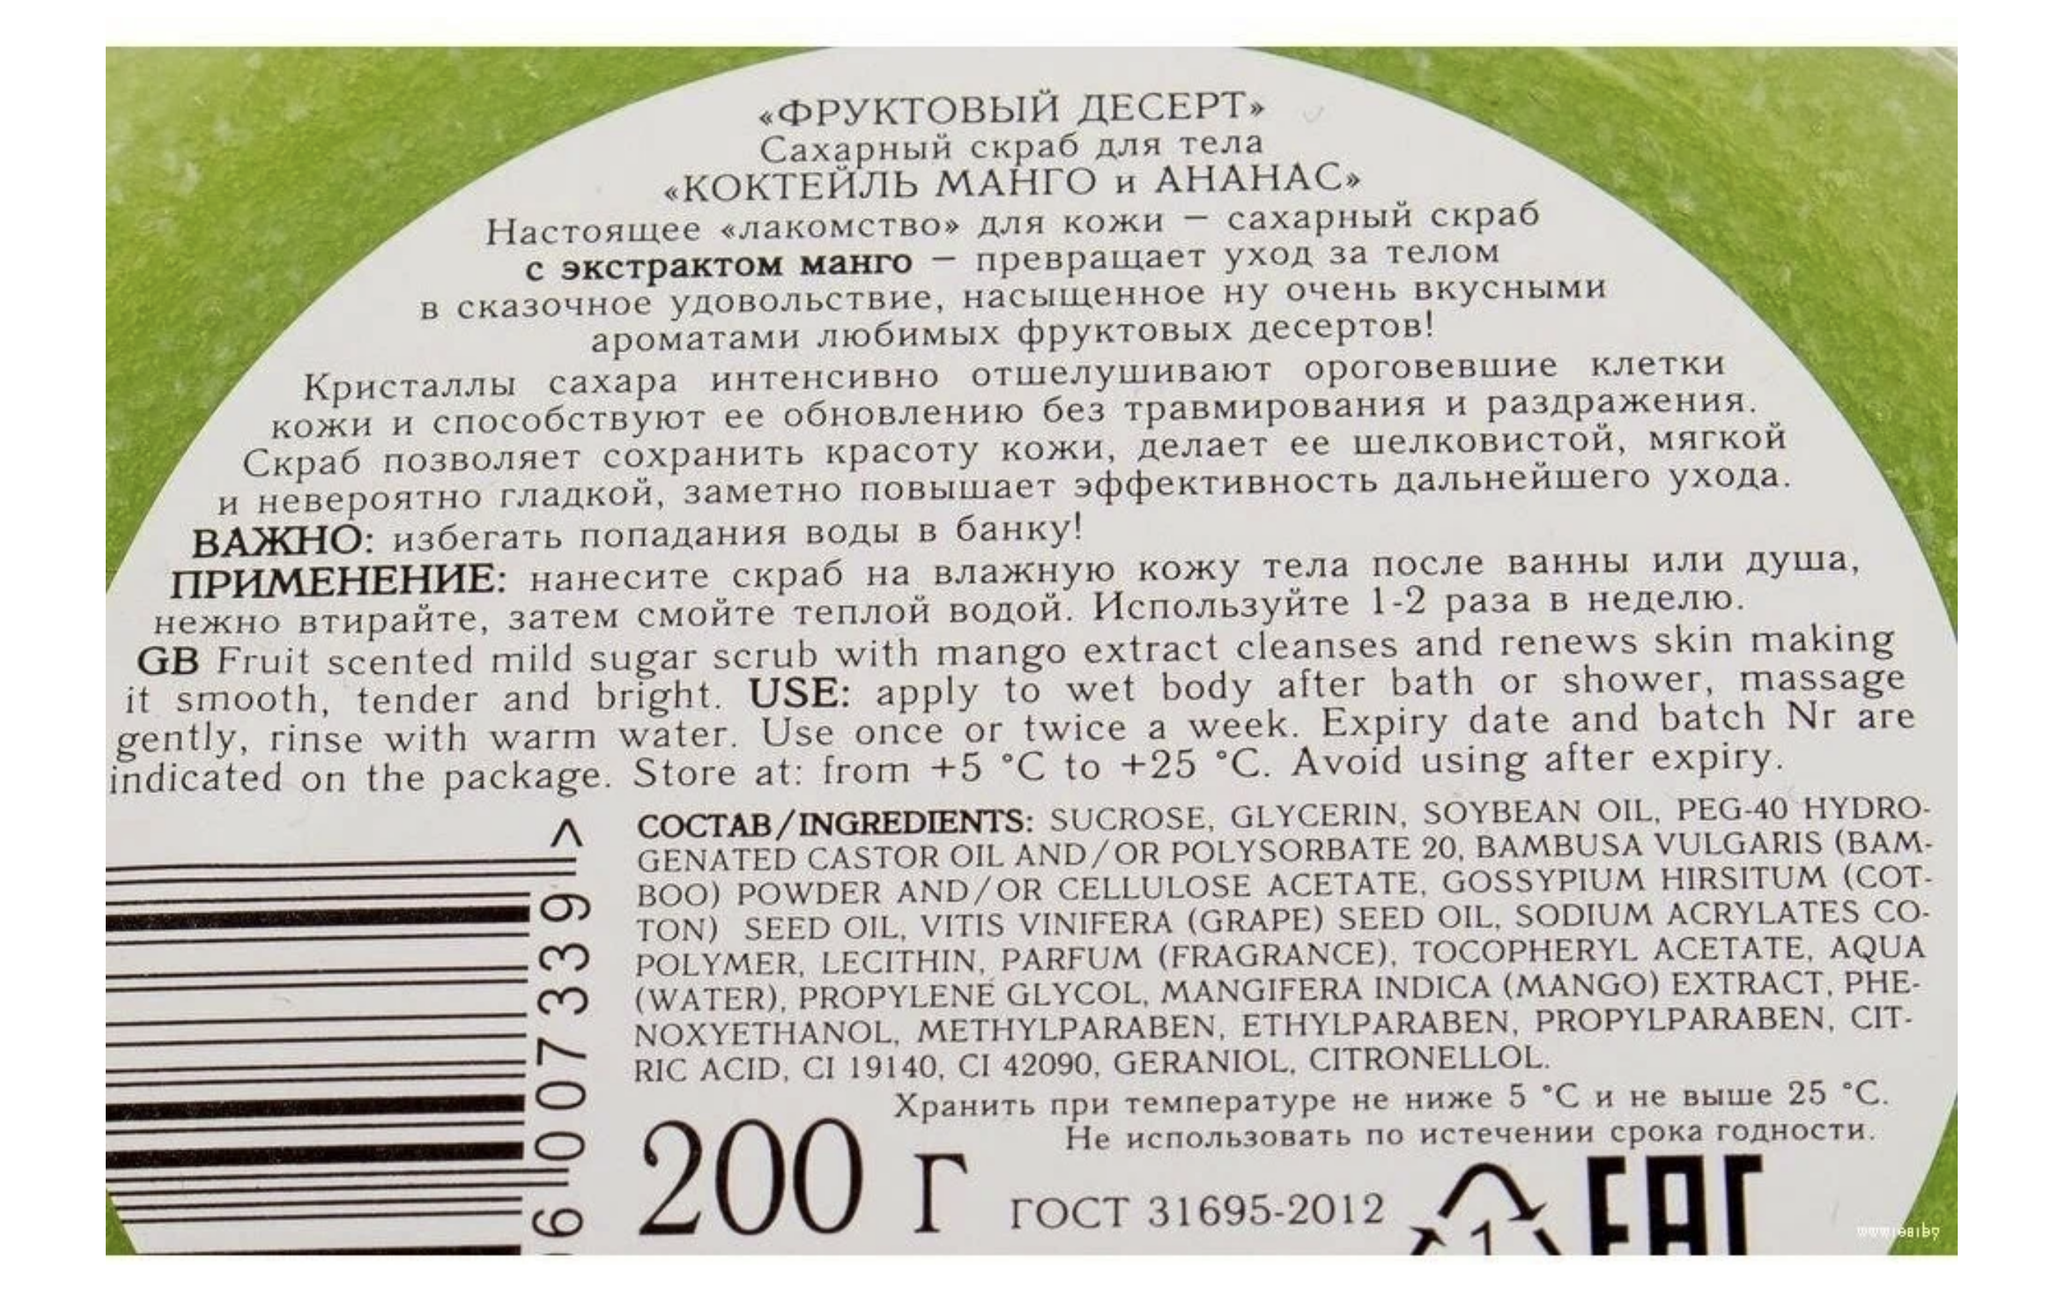 «ФРУКТОВЫЙ ДЕСЕРТ»
Сахарный скраб для тела
«КОКТЕЙЛЬ МАНГО и АНАНАС»
Настоящее «лакомство» для кожи — сахарный скраб
с экстрактом манго — превращает уход за телом
в сказочное удовольствие, насыщенное ну очень вкусными
ароматами любимых фруктовых десертов!
Кристаллы сахара интенсивно отшелушивают ороговевшие клетки
кожи и способствуют ее обновлению без травмирования и раздражения.
Скраб позволяет сохранить красоту кожи, делает ее шелковистой, мягкой
и невероятно гладкой, заметно повышает эффективность дальнейшего ухода.
ВАЖНО: избегать попадания воды в банку!
ПРИМЕНЕНИЕ: нанесите скраб на влажную кожу тела после ванны или душа,
нежно втирайте, затем смойте теплой водой. Используйте 1-2 раза в неделю.
GB Fruit scented mild sugar scrub with mango extract cleanses and renews skin making
it smooth, tender and bright. USE: apply to wet body after bath or shower, massage
gently, rinse with warm water. Use once or twice a week. Expiry date and batch Nr are
indicated on the package. Store at: from +5 °C to +25 °C. Avoid using after expiry.
СОСТАВ/INGREDIENTS: SUCROSE, GLYCERIN, SOYBEAN OIL, PEG-40 HYDRO-
GENATED CASTOR OIL AND/OR POLYSORBATE 20, BAMBUSA VULGARIS (BAM-
BOO) POWDER AND/OR CELLULOSE ACETATE, GOSSYPIUM HIRSITUM (COT-
TON) SEED OIL, VITIS VINIFERA (GRAPE) SEED OIL, SODIUM ACRYLATES CO-
POLYMER, LECITHIN, PARFUM (FRAGRANCE), TOCOPHERYL ACETATE, AQUA
(WATER), PROPYLENE GLYCOL, MANGIFERA INDICA (MANGO) EXTRACT, PHE-
NOXYETHANOL, METHYLPARABEN, ETHYLPARABEN, PROPYLPARABEN, CIT-
RIC ACID, CI 19140, CI 42090, GERANIOL, CITRONELLOL.
Хранить при температуре не ниже 5 °C и не выше 25 °C.
Не использовать по истечении срока годности.
6 007339 >
200 г
ГОСТ 31695-2012
1
EAC